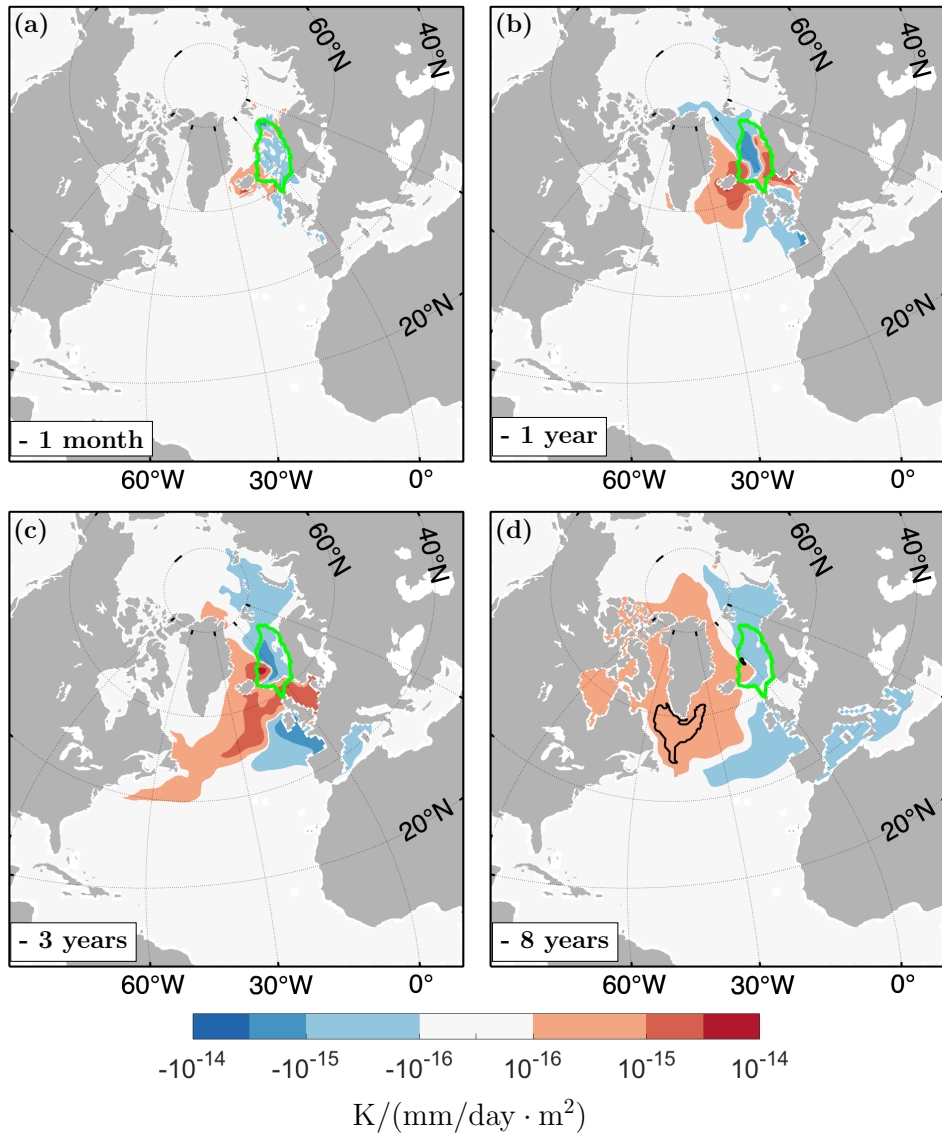 (a)
60°N
40°N
20°N
- 1 month
60°W
30°W
0°
(b)
60°N
40°N
20°N
- 1 year
60°W
30°W
0°
(c)
60°N
40°N
20°N
- 3 years
60°W
30°W
0°
(d)
60°N
40°N
20°N
- 8 years
60°W
30°W
0°
-10⁻¹⁴ -10⁻¹⁵ -10⁻¹⁶ 10⁻¹⁶ 10⁻¹⁵ 10⁻¹⁴
K/(mm/day · m²)